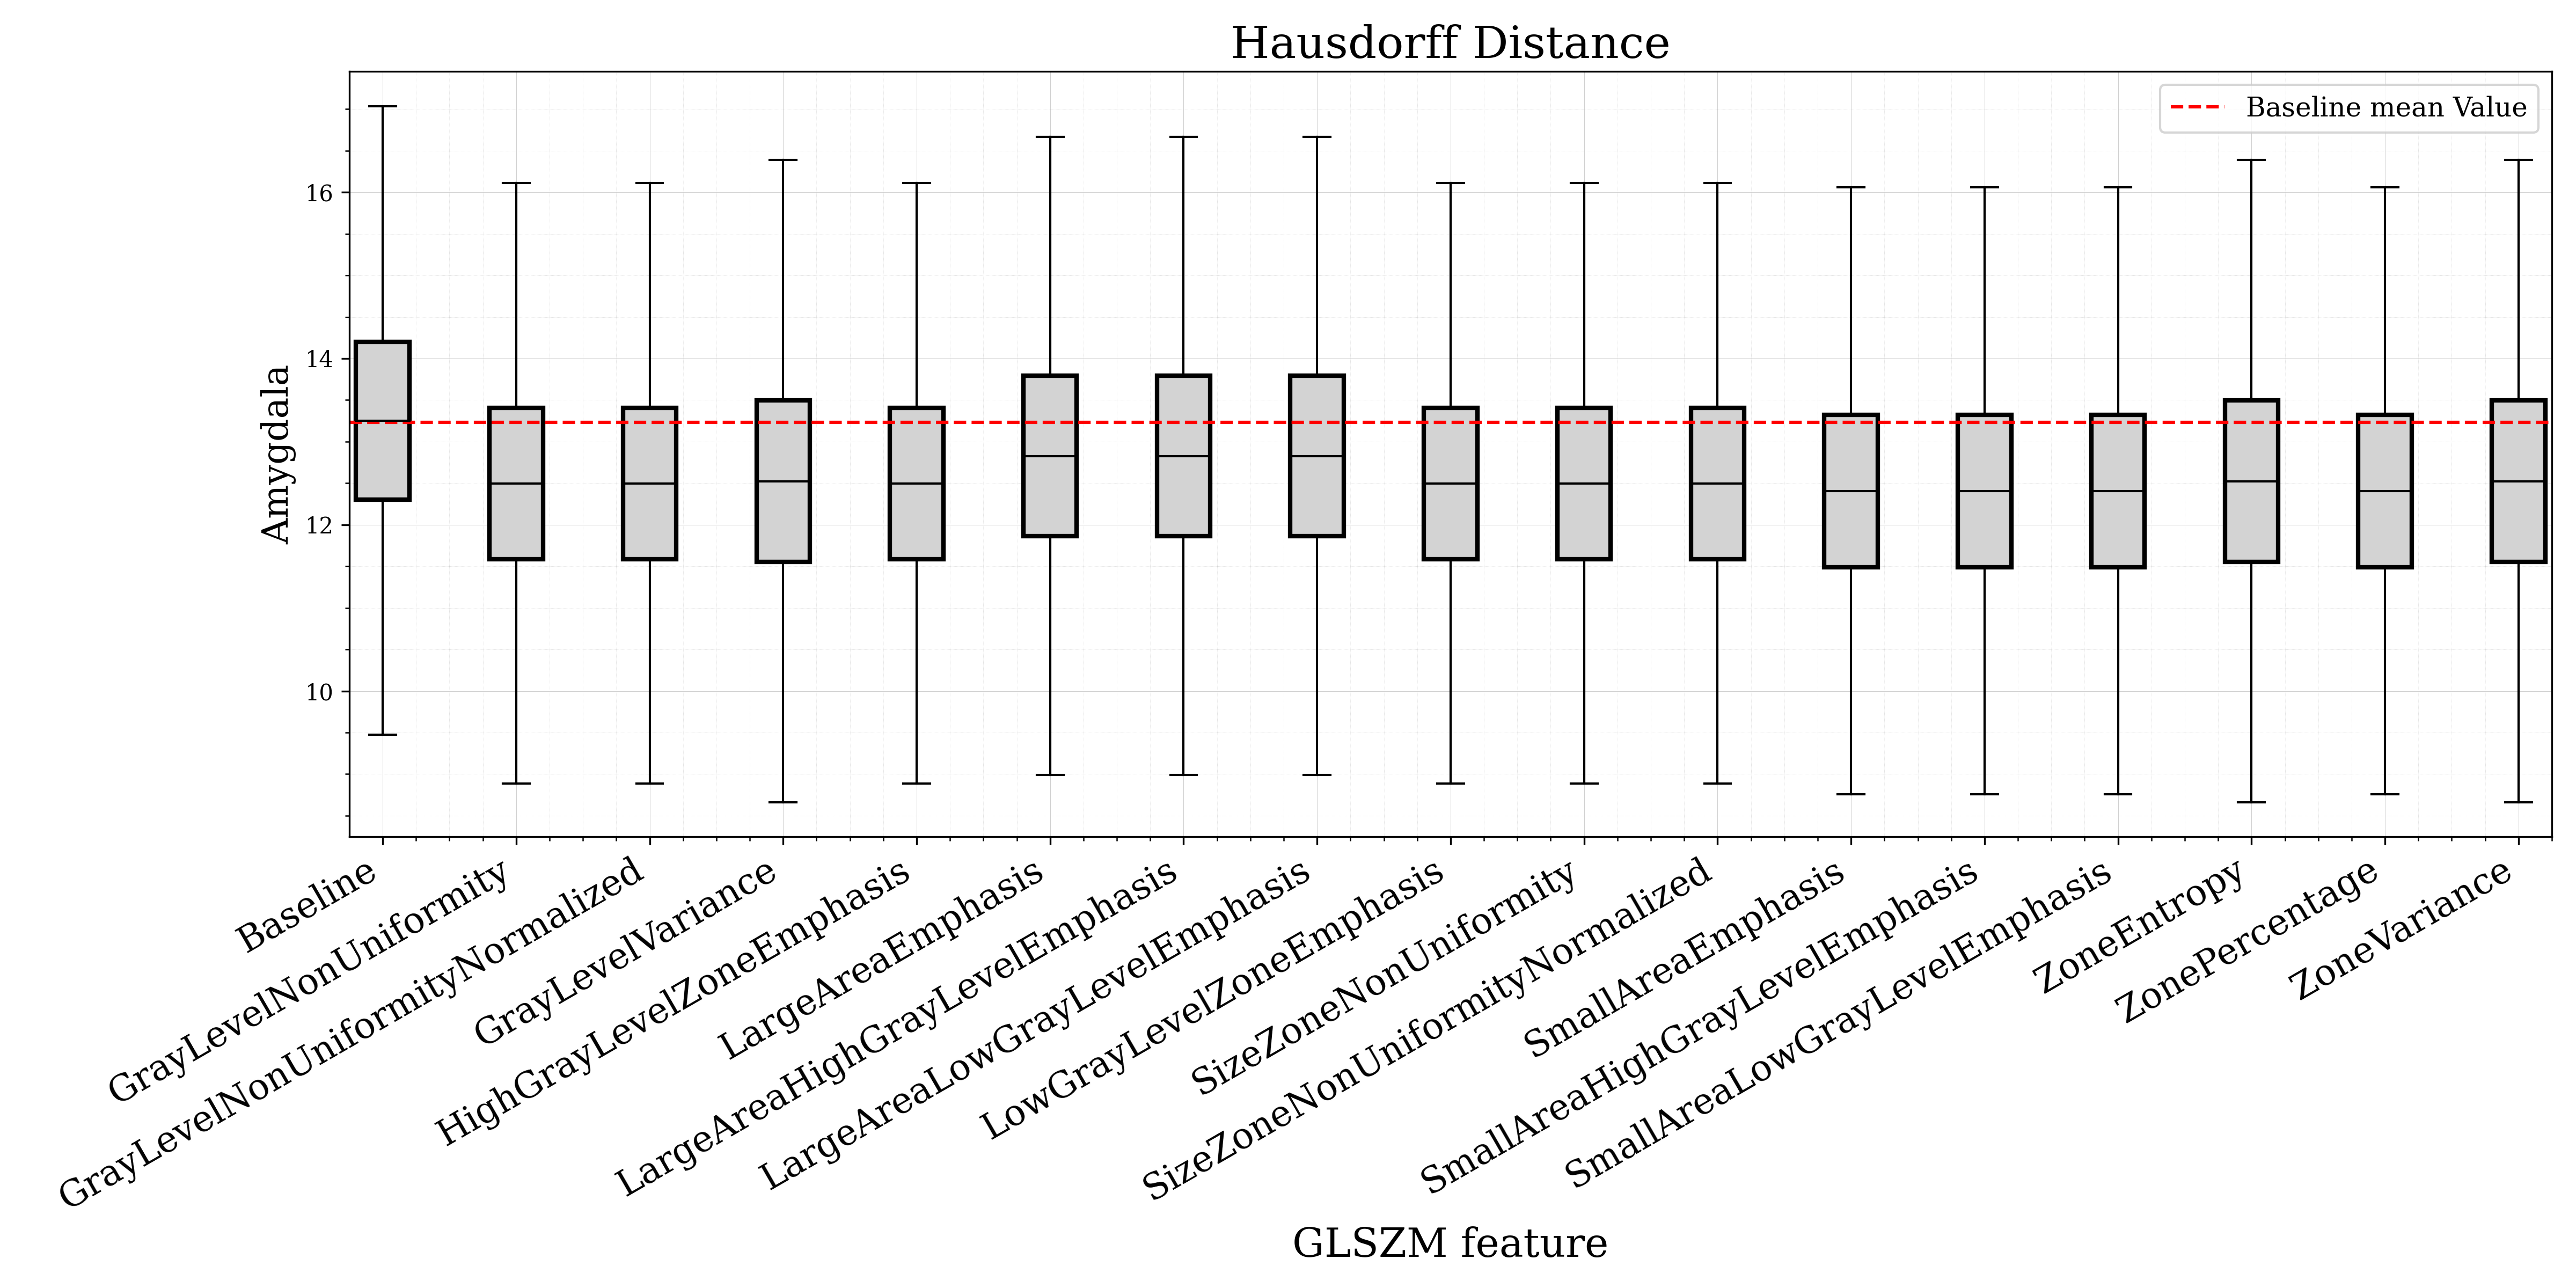 Hausdorff Distance
Baseline mean Value
16
14
12
10
Amygdala
Baseline
GrayLevelNonUniformity
GrayLevelNonUniformityNormalized
GrayLevelVariance
HighGrayLevelZoneEmphasis
LargeAreaEmphasis
LargeAreaHighGrayLevelEmphasis
LargeAreaLowGrayLevelEmphasis
LowGrayLevelZoneEmphasis
SizeZoneNonUniformity
SizeZoneNonUniformityNormalized
SmallAreaEmphasis
SmallAreaHighGrayLevelEmphasis
SmallAreaLowGrayLevelEmphasis
ZoneEntropy
ZonePercentage
ZoneVariance
GLSZM feature